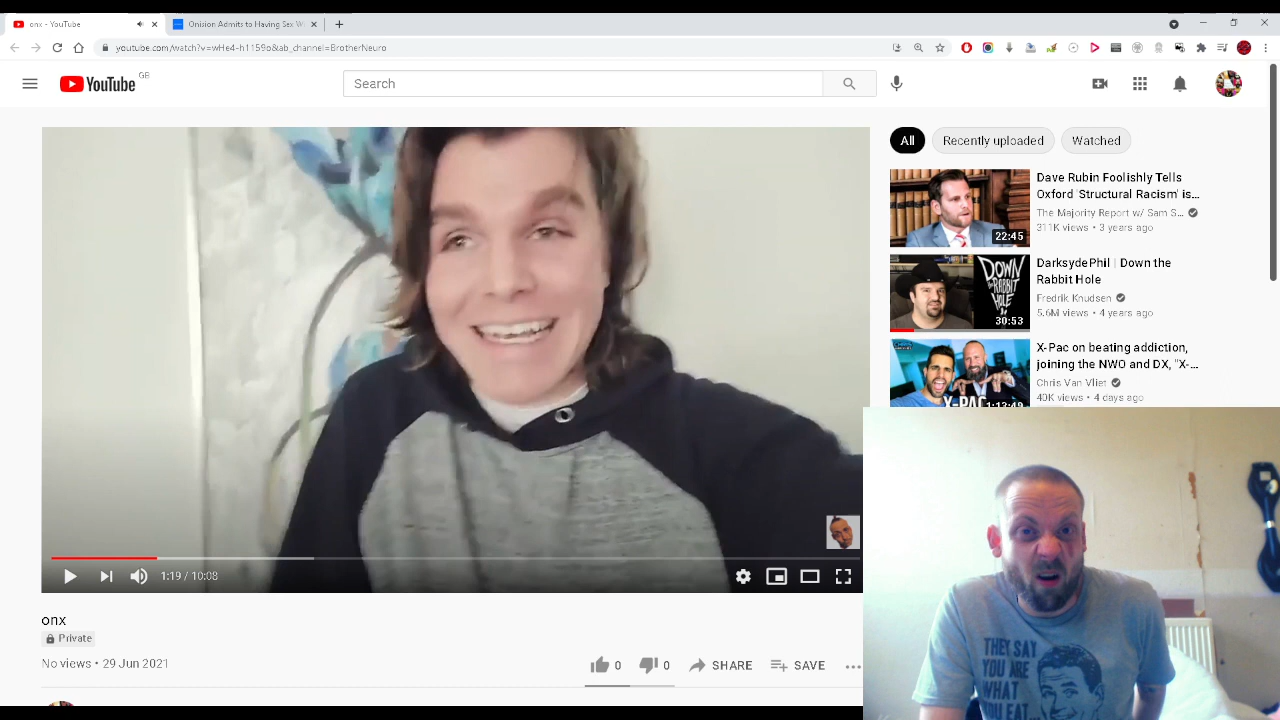 onx - YouTube
Onision Admits to Having Sex W
youtube.com/watch?v=wHe4-h1159o&ab_channel=BrotherNeuro
YouTube
GB
Search
All
Recently uploaded
Watched
22:45
Dave Rubin Foolishly Tells
Oxford 'Structural Racism' is...
The Majority Report w/ Sam S...
311K views • 3 years ago
DOWN
THE RABBIT
HOLE
30:53
DarksydePhil | Down the
Rabbit Hole
Fredrik Knudsen
5.6M views • 4 years ago
X-PAC
1:13:49
X-Pac on beating addiction,
joining the NWO and DX, "X-...
Chris Van Vliet
40K views • 4 days ago
1:19 / 10:08
onx
Private
No views • 29 Jun 2021
0
0
SHARE
SAVE
THEY SAY
YOU ARE
WHAT
YOU EAT